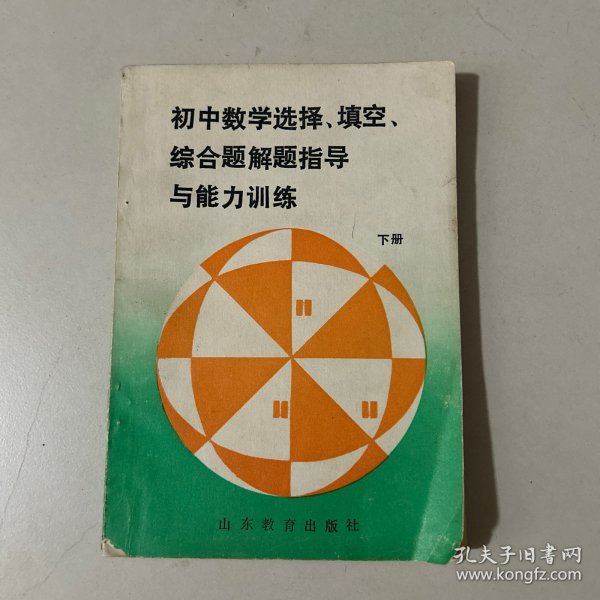 初中数学选择、填空、
综合题解题指导
与能力训练
下册
山东教育出版社
孔夫子旧书网
www.kongfz.com